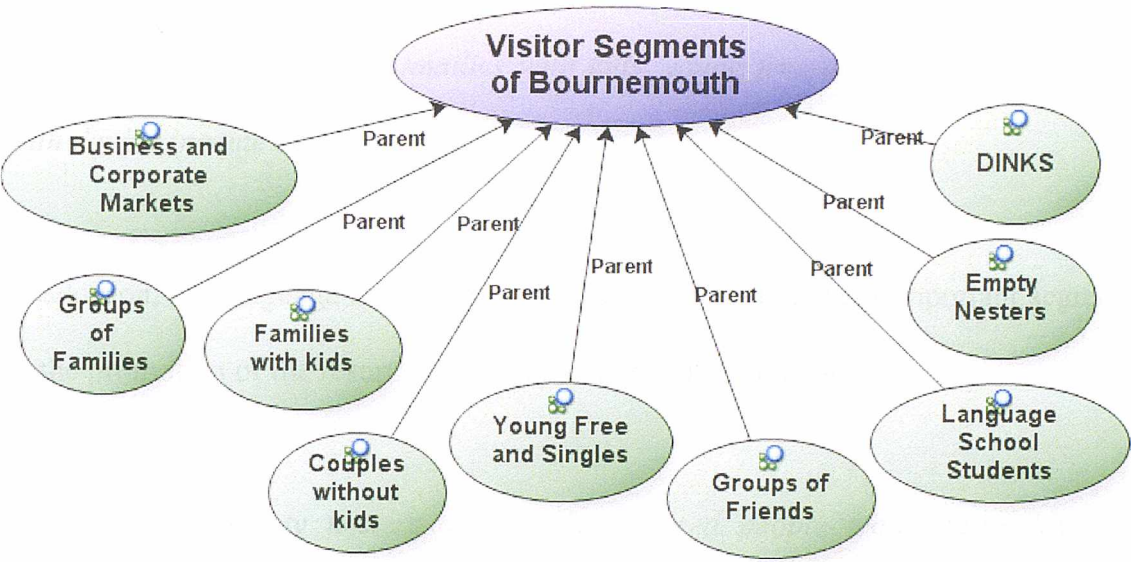 Visitor Segments
of Bournemouth
Business and
Corporate
Markets
Parent
Parent
DINKS
Parent
Parent
Parent
Parent
Parent
Parent
Parent
Groups
of
Families
Families
with kids
Empty
Nesters
Couples
without
kids
Young Free
and Singles
Groups of
Friends
Language
School
Students